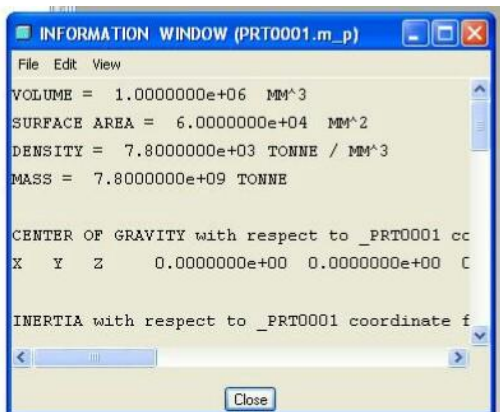 INFORMATION WINDOW (PRT0001.m_p)
File Edit View
VOLUME = 1.0000000e+06 MM^3
SURFACE AREA = 6.0000000e+04 MM^2
DENSITY = 7.8000000e+03 TONNE / MM^3
MASS = 7.8000000e+09 TONNE
CENTER OF GRAVITY with respect to _PRT0001 co
X Y Z 0.0000000e+00 0.0000000e+00
INERTIA with respect to _PRT0001 coordinate f
Close